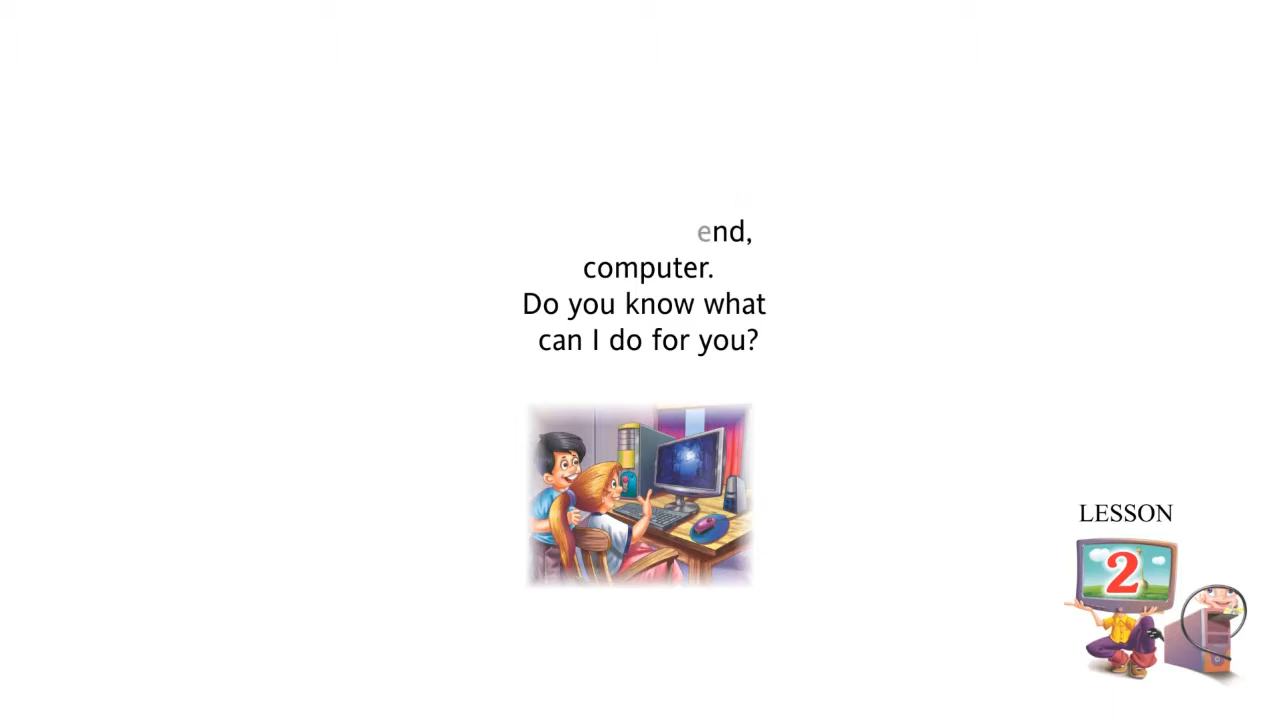 end,
computer.
Do you know what
can I do for you?
LESSON
2